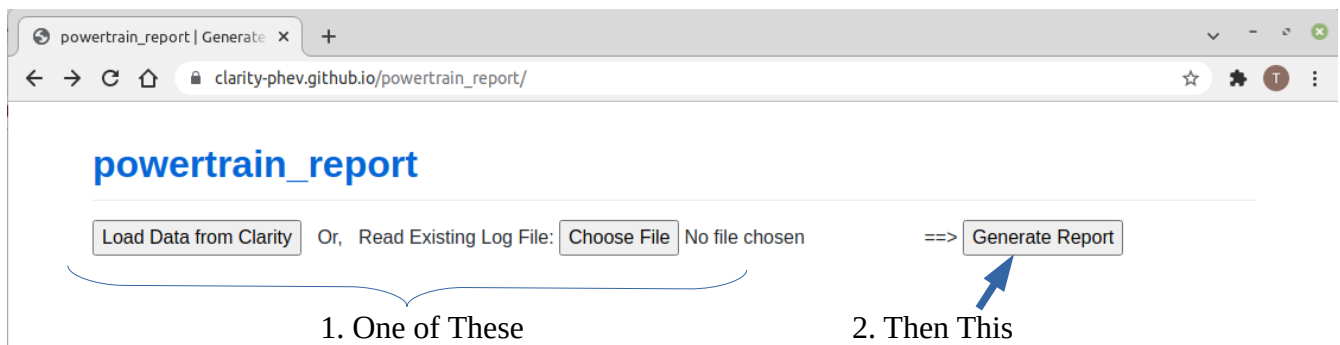 powertrain_report | Generate
clarity-phev.github.io/powertrain_report/
T
powertrain_report
Load Data from Clarity Or, Read Existing Log File: Choose File No file chosen ==> Generate Report
1. One of These 2. Then This